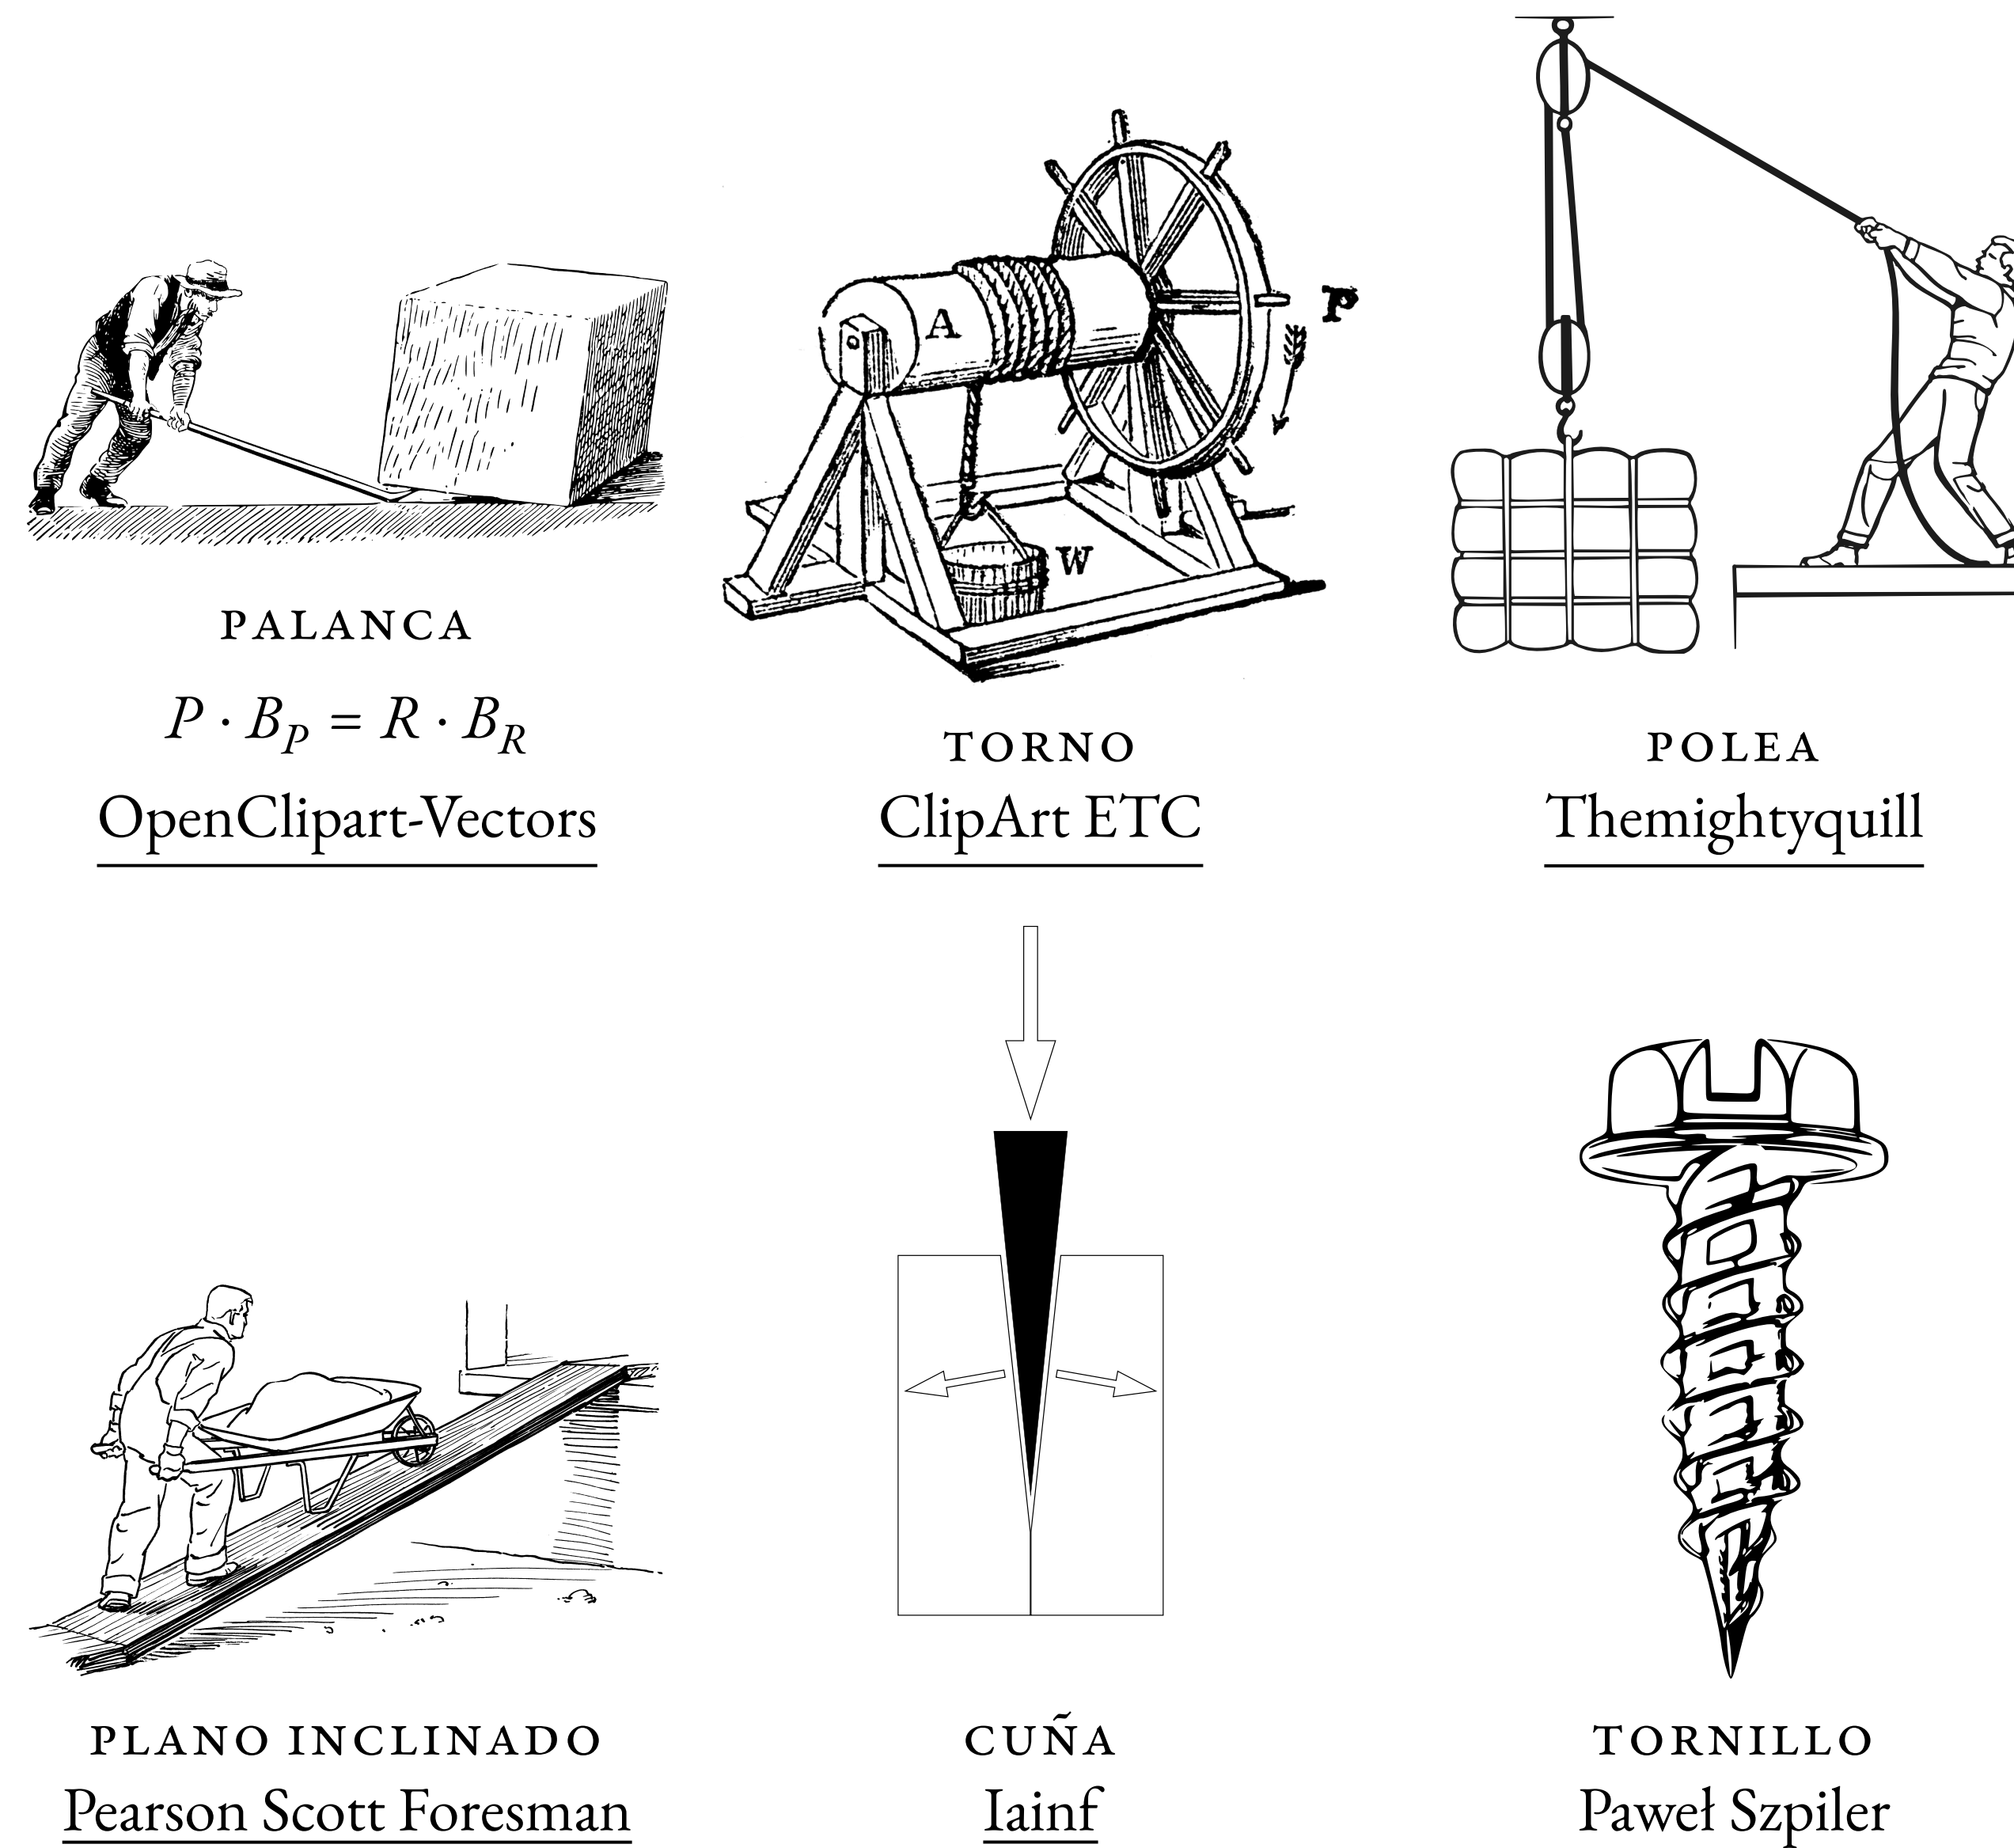 A
P
W
PALANCA
P · B_P = R · B_R
OpenClipart-Vectors
TORNO
ClipArt ETC
POLEA
Themightyquill
PLANO INCLINADO
Pearson Scott Foresman
CUÑA
Iainf
TORNILLO
Paweł Szpiler